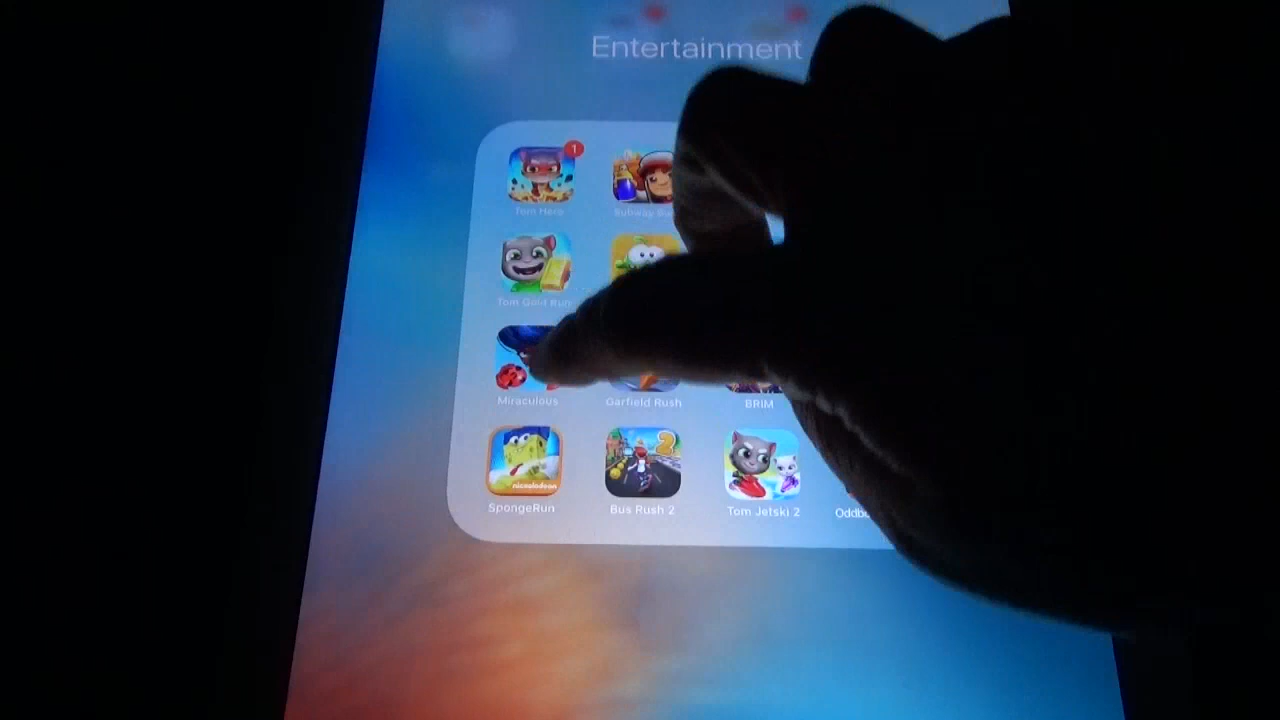 Entertainment
1
Tom Hero
Subway
Tom Gold Run
Miraculous
Garfield Rush
BRIM
nickelodeon
2
SpongeRun
Bus Rush 2
Tom Jetski 2